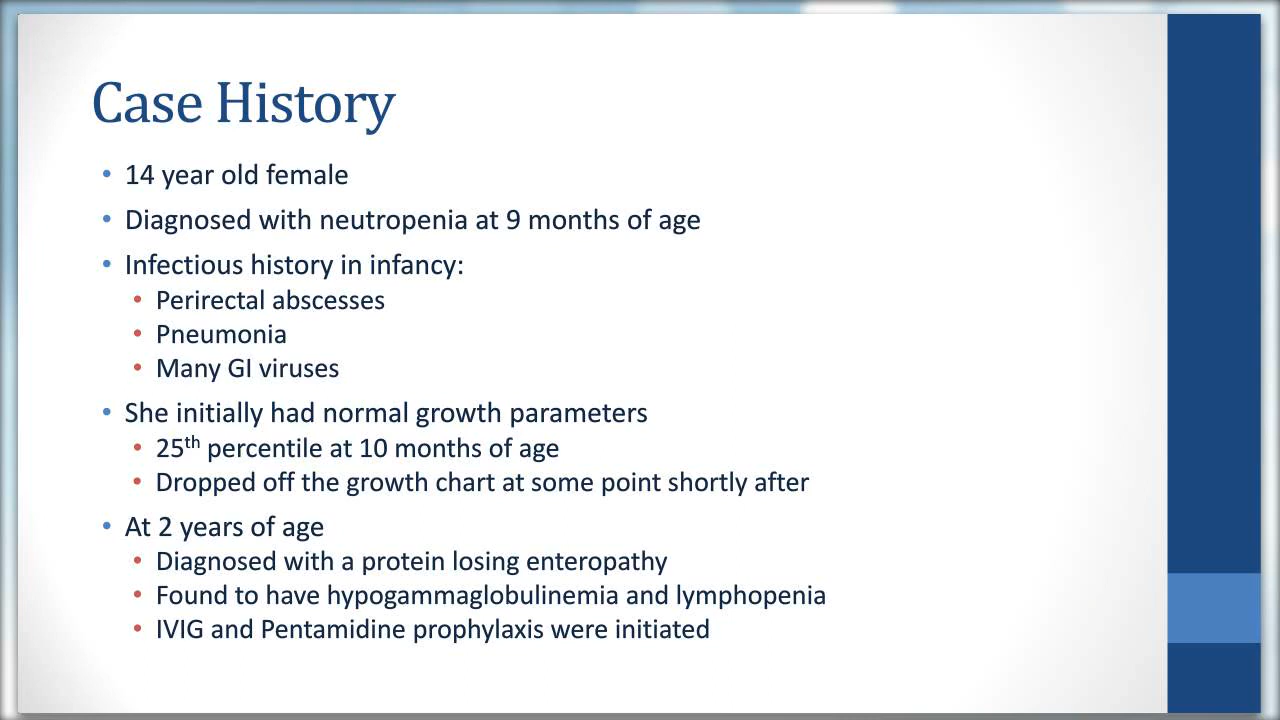 Case History
• 14 year old female
• Diagnosed with neutropenia at 9 months of age
• Infectious history in infancy:
• Perirectal abscesses
• Pneumonia
• Many GI viruses
• She initially had normal growth parameters
• 25th percentile at 10 months of age
• Dropped off the growth chart at some point shortly after
• At 2 years of age
• Diagnosed with a protein losing enteropathy
• Found to have hypogammaglobulinemia and lymphopenia
• IVIG and Pentamidine prophylaxis were initiated